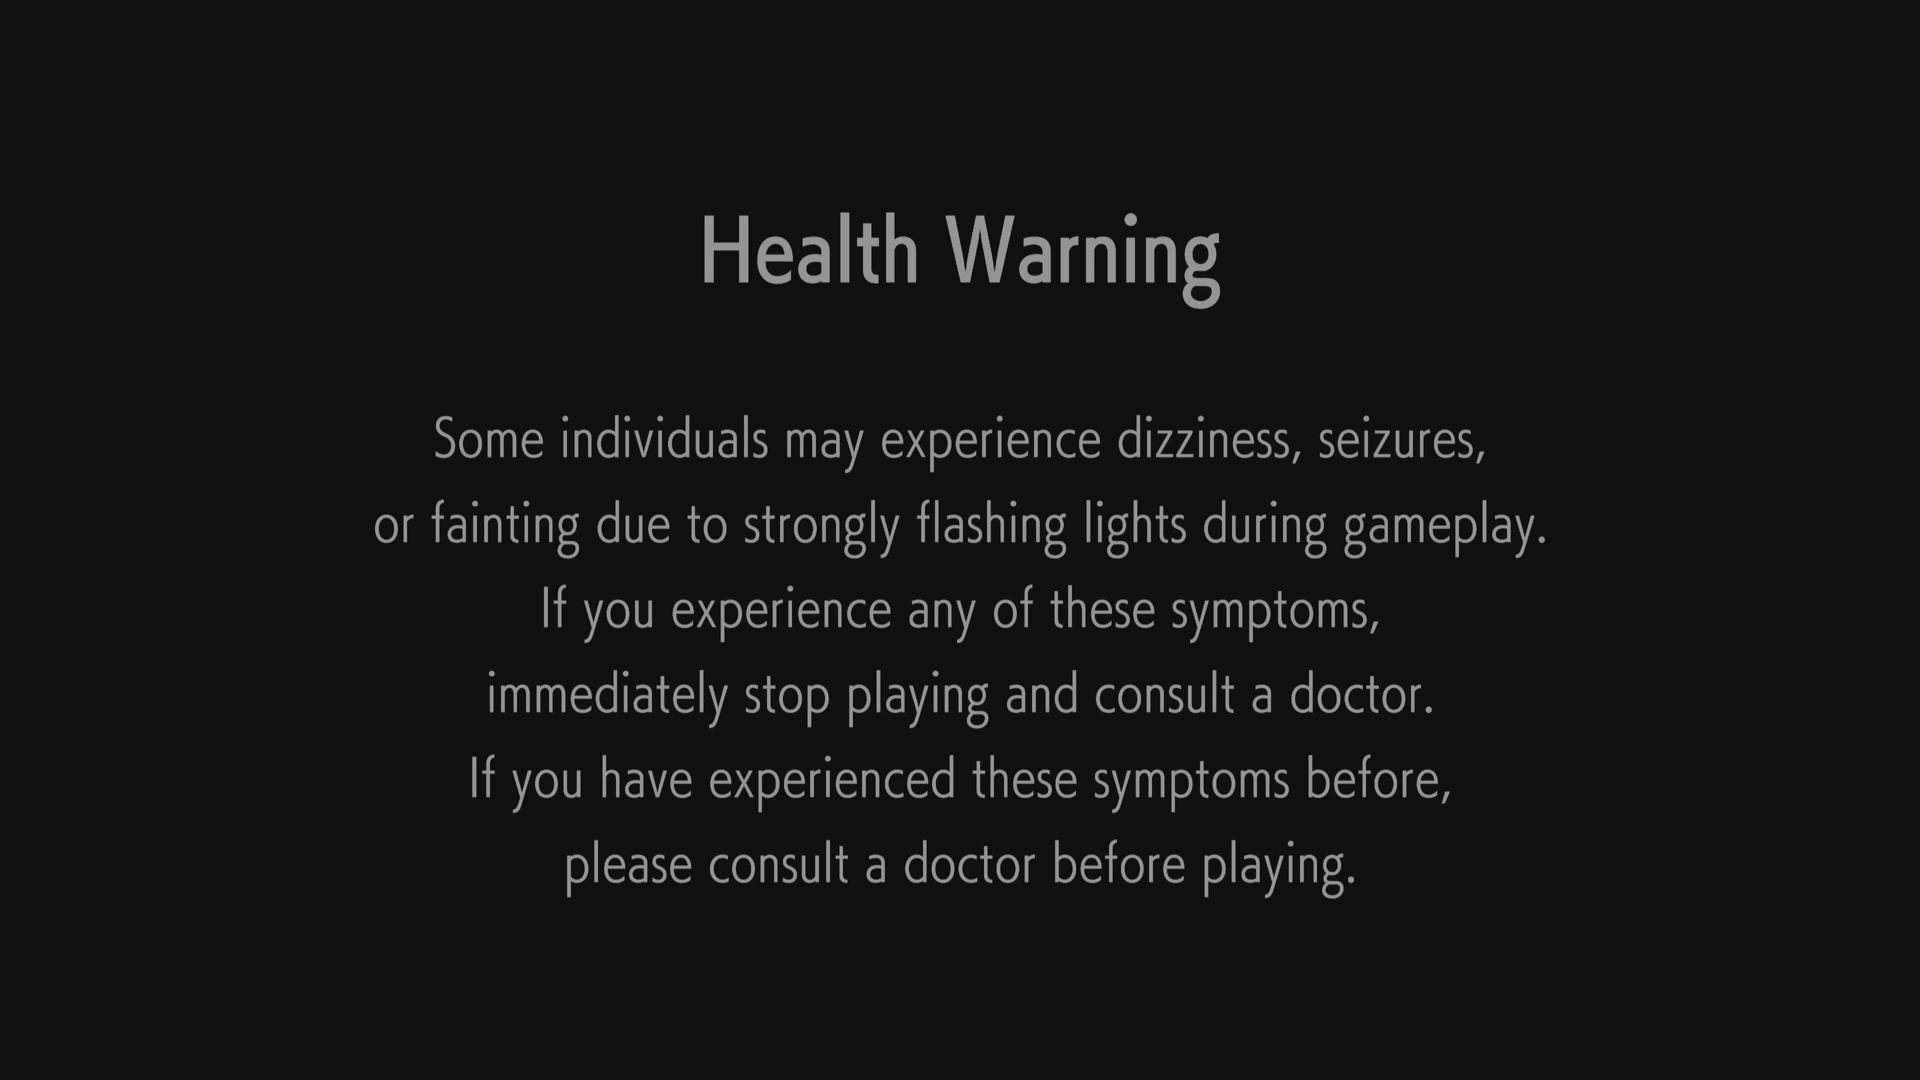 Health Warning
Some individuals may experience dizziness, seizures,
or fainting due to strongly flashing lights during gameplay.
If you experience any of these symptoms,
immediately stop playing and consult a doctor.
If you have experienced these symptoms before,
please consult a doctor before playing.